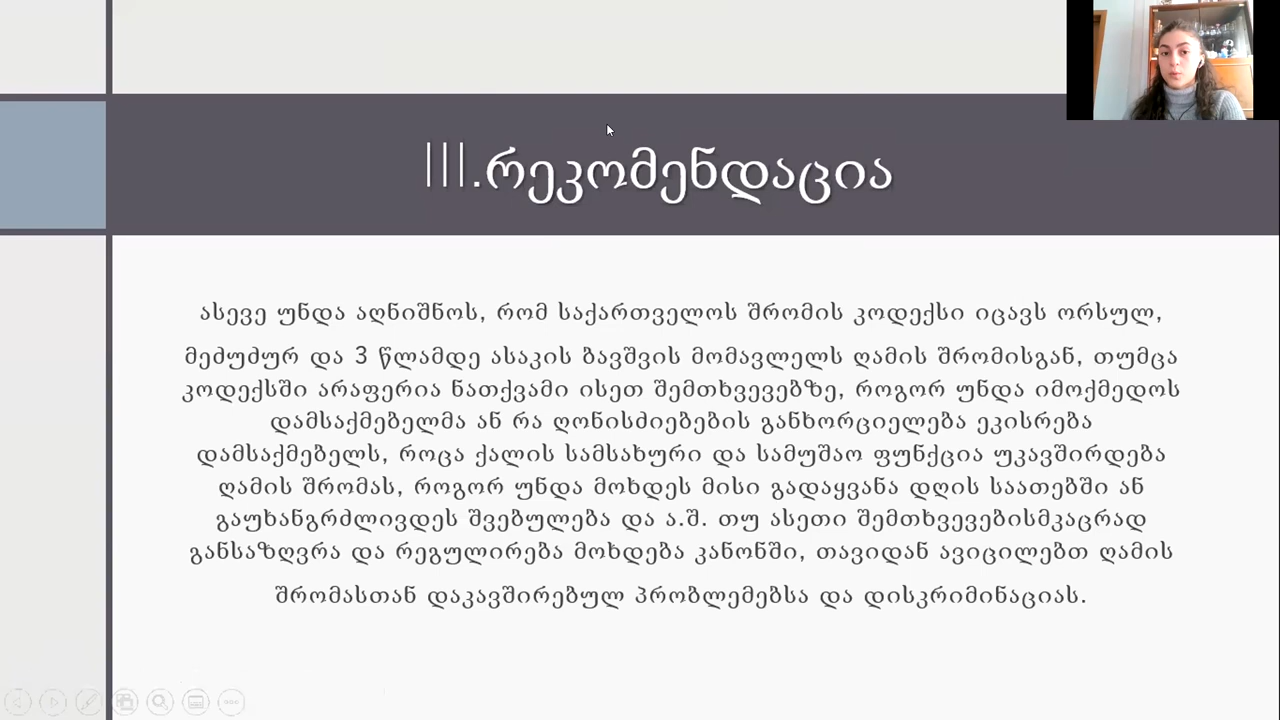 III.რეკომენდაცია
ასევე უნდა აღნიშნოს, რომ საქართველოს შრომის კოდექსი იცავს ორსულ,
მეძუძურ და 3 წლამდე ასაკის ბავშვის მომავლელს ღამის შრომისგან, თუმცა
კოდექსში არაფერია ნათქვამი ისეთ შემთხვევებზე, როგორ უნდა იმოქმედოს
დამსაქმებელმა ან რა ღონისძიებების განხორციელება ეკისრება
დამსაქმებელს, როცა ქალის სამსახური და სამუშაო ფუნქცია უკავშირდება
ღამის შრომას, როგორ უნდა მოხდეს მისი გადაყვანა დღის საათებში ან
გაუხანგრძლივდეს შვებულება და ა.შ. თუ ასეთი შემთხვევებისმკაცრად
განსაზღვრა და რეგულირება მოხდება კანონში, თავიდან ავიცილებთ ღამის
შრომასთან დაკავშირებულ პრობლემებსა და დისკრიმინაციას.